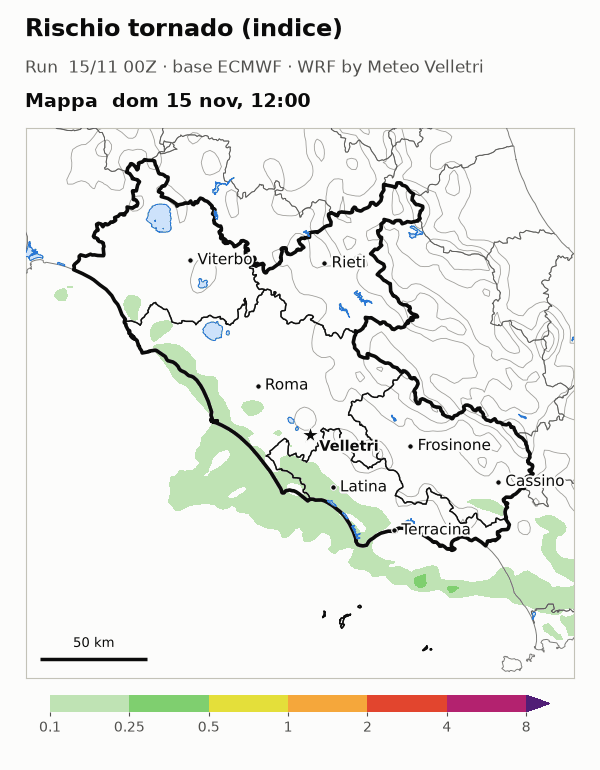 Rischio tornado (indice)
Run  15/11 00Z · base ECMWF · WRF by Meteo Velletri
Mappa  dom 15 nov, 12:00
Viterbo
Rieti
Roma
Velletri
Frosinone
Latina
Cassino
Terracina
50 km
0.1 0.25 0.5 1 2 4 8